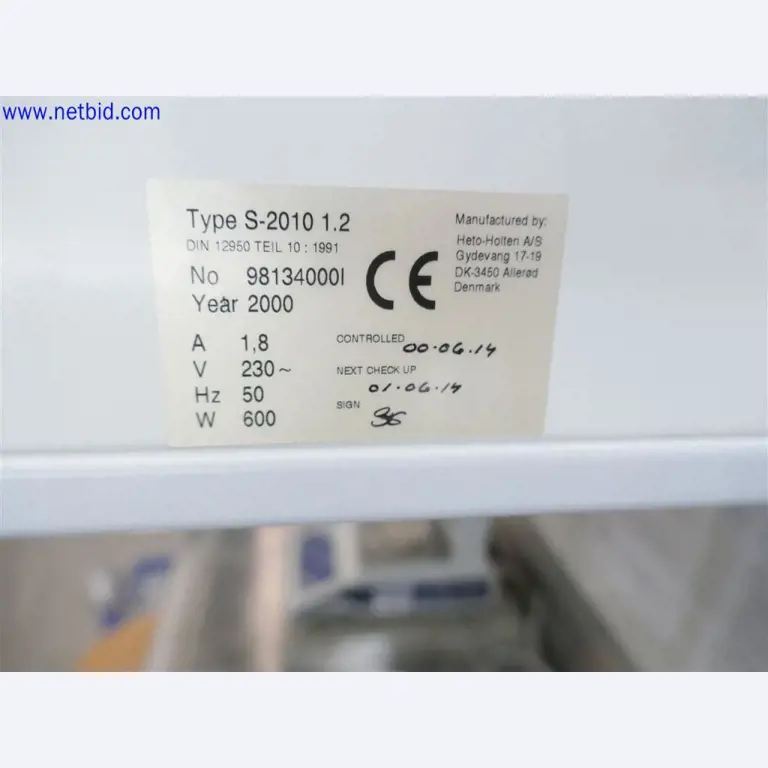 www.netbid.com
Type S-2010 1.2
DIN 12950 TEIL 10 : 1991
No 98134000I
Year 2000
A 1,8
V 230~
Hz 50
W 600
CE
CONTROLLED 00.06.14
NEXT CHECK UP
01.06.14
SIGN
Manufactured by:
Heto-Holten A/S
Gydevang 17-19
DK-3450 Allerød
Denmark